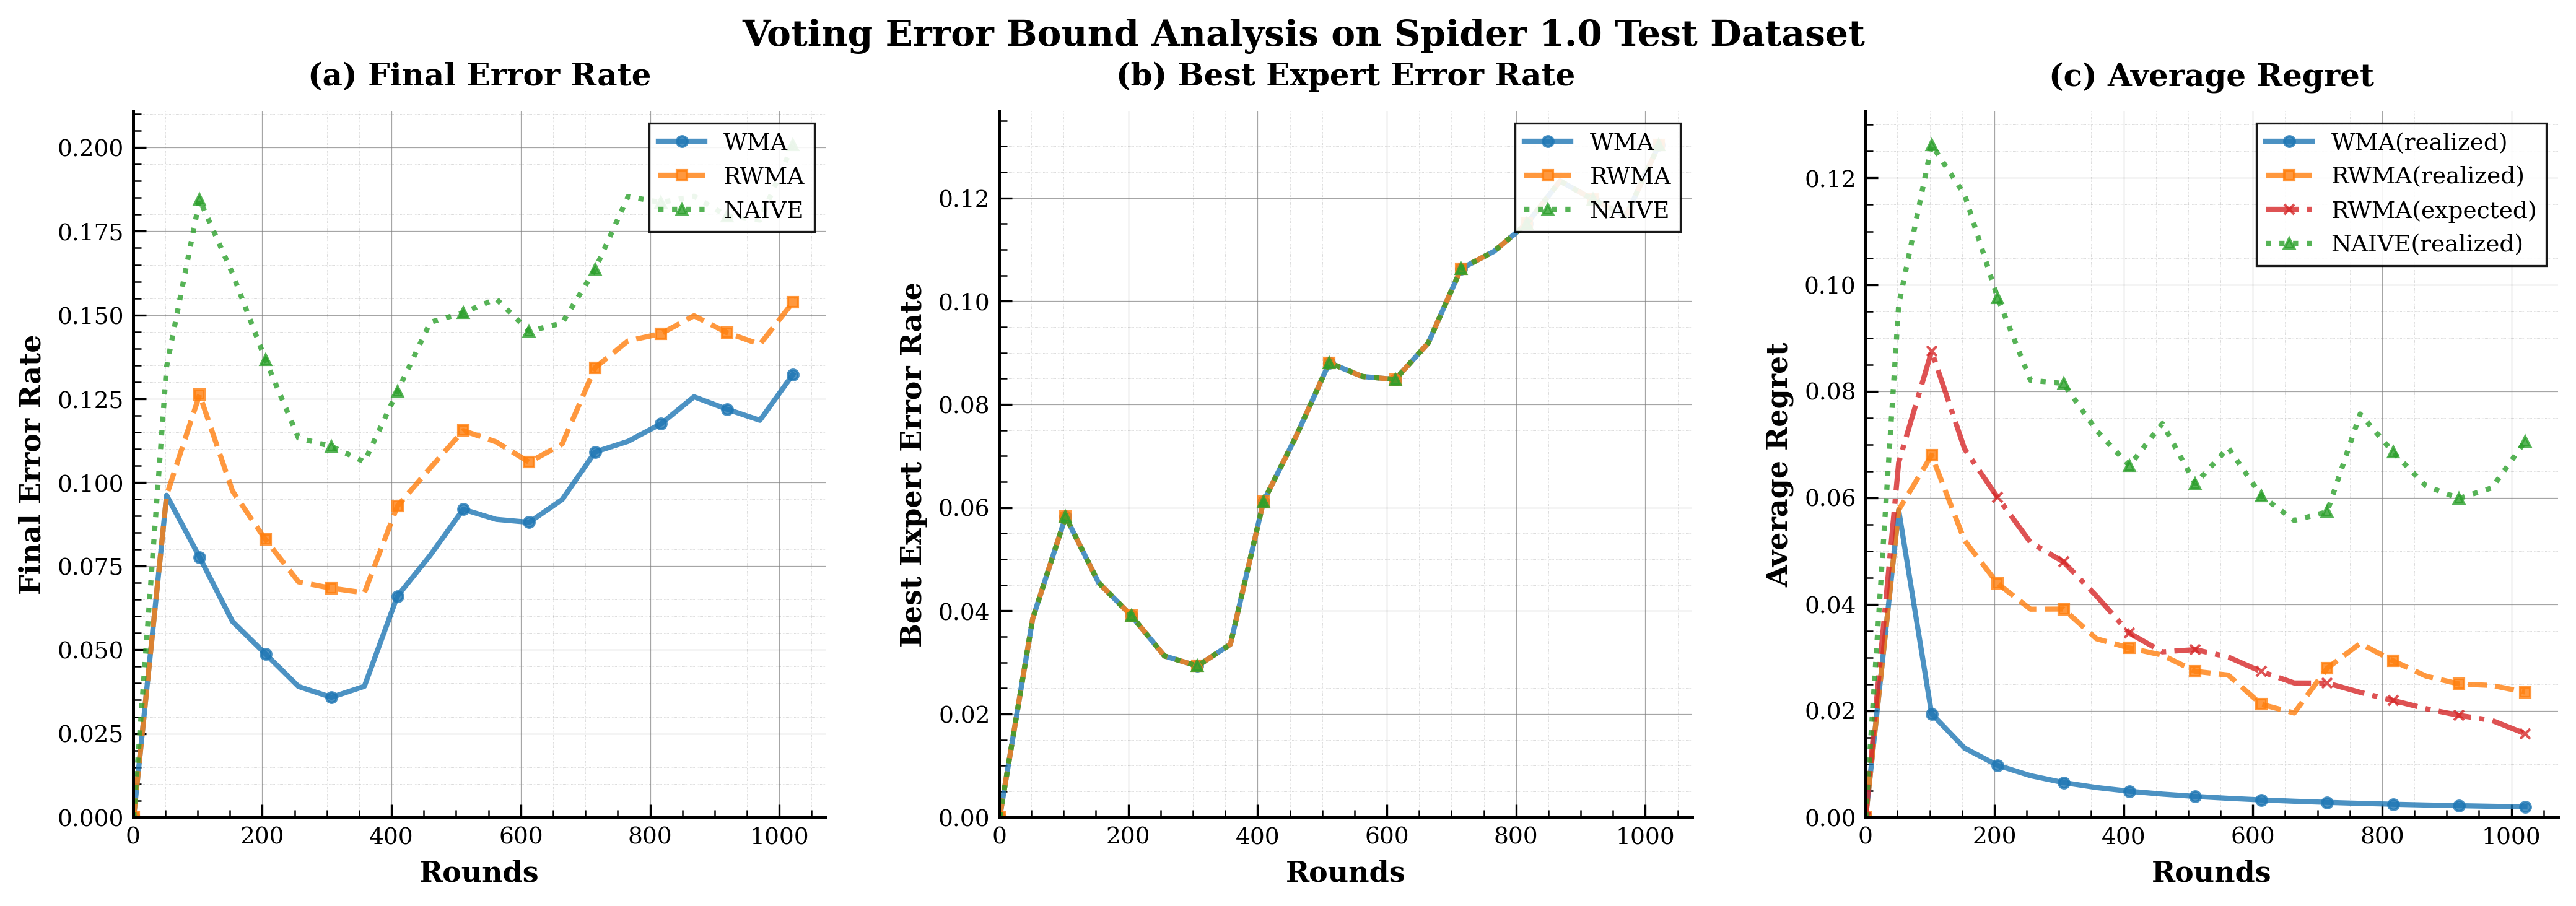 Voting Error Bound Analysis on Spider 1.0 Test Dataset
(a) Final Error Rate
Final Error Rate
0.200
0.175
0.150
0.125
0.100
0.075
0.050
0.025
0.000
0 200 400 600 800 1000
Rounds
WMA
RWMA
NAIVE
(b) Best Expert Error Rate
Best Expert Error Rate
0.12
0.10
0.08
0.06
0.04
0.02
0.00
0 200 400 600 800 1000
Rounds
WMA
RWMA
NAIVE
(c) Average Regret
Average Regret
0.12
0.10
0.08
0.06
0.04
0.02
0.00
0 200 400 600 800 1000
Rounds
WMA(realized)
RWMA(realized)
RWMA(expected)
NAIVE(realized)